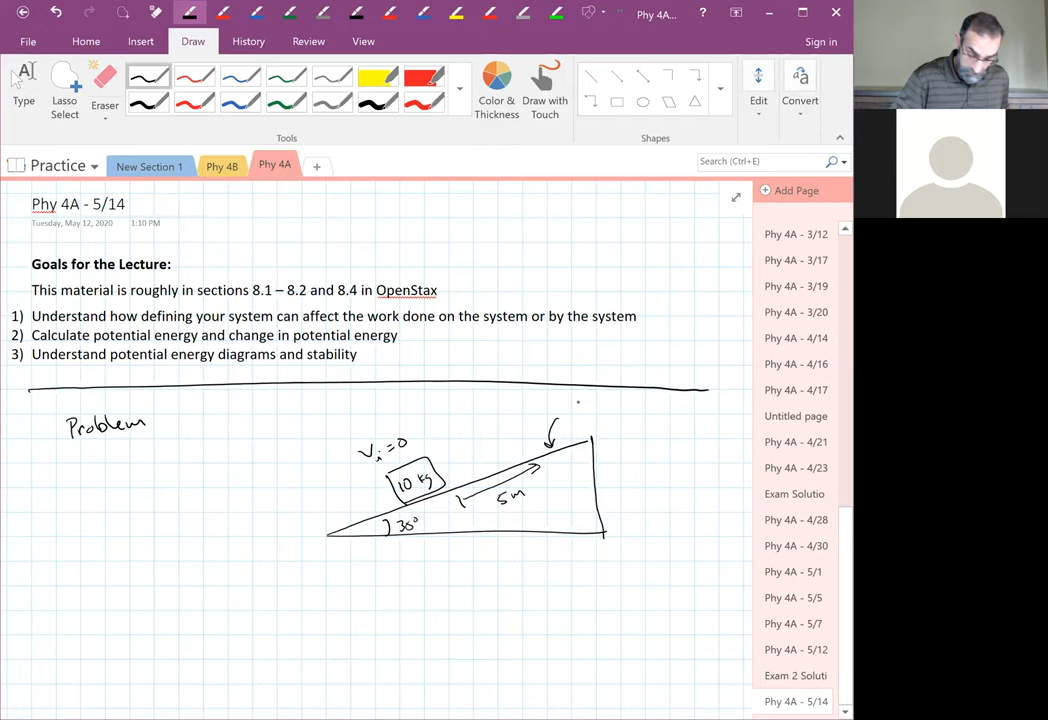 Phy 4A...
?
File
Home
Insert
Draw
History
Review
View
Sign in
Type
Lasso
Select
Eraser
Color &
Thickness
Draw with
Touch
Edit
Convert
Tools
Shapes
Practice
New Section 1
Phy 4B
Phy 4A
+
Search (Ctrl+E)
Phy 4A - 5/14
Tuesday, May 12, 2020 1:10 PM
Goals for the Lecture:
This material is roughly in sections 8.1 – 8.2 and 8.4 in OpenStax
1) Understand how defining your system can affect the work done on the system or by the system
2) Calculate potential energy and change in potential energy
3) Understand potential energy diagrams and stability
Problem
Vi = 0
10 kg
5 m
30°
Add Page
Phy 4A - 3/12
Phy 4A - 3/17
Phy 4A - 3/19
Phy 4A - 3/20
Phy 4A - 4/14
Phy 4A - 4/16
Phy 4A - 4/17
Untitled page
Phy 4A - 4/21
Phy 4A - 4/23
Exam Solutio
Phy 4A - 4/28
Phy 4A - 4/30
Phy 4A - 5/1
Phy 4A - 5/5
Phy 4A - 5/7
Phy 4A - 5/12
Exam 2 Soluti
Phy 4A - 5/14